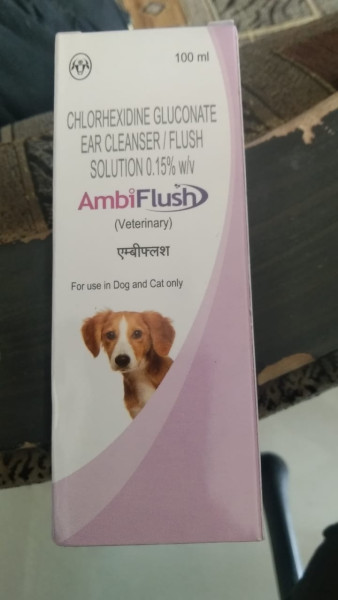 100 ml
CHLORHEXIDINE GLUCONATE
EAR CLEANSER / FLUSH
SOLUTION 0.15% w/v
AmbiFlush
(Veterinary)
एम्बीफ्लश
For use in Dog and Cat only